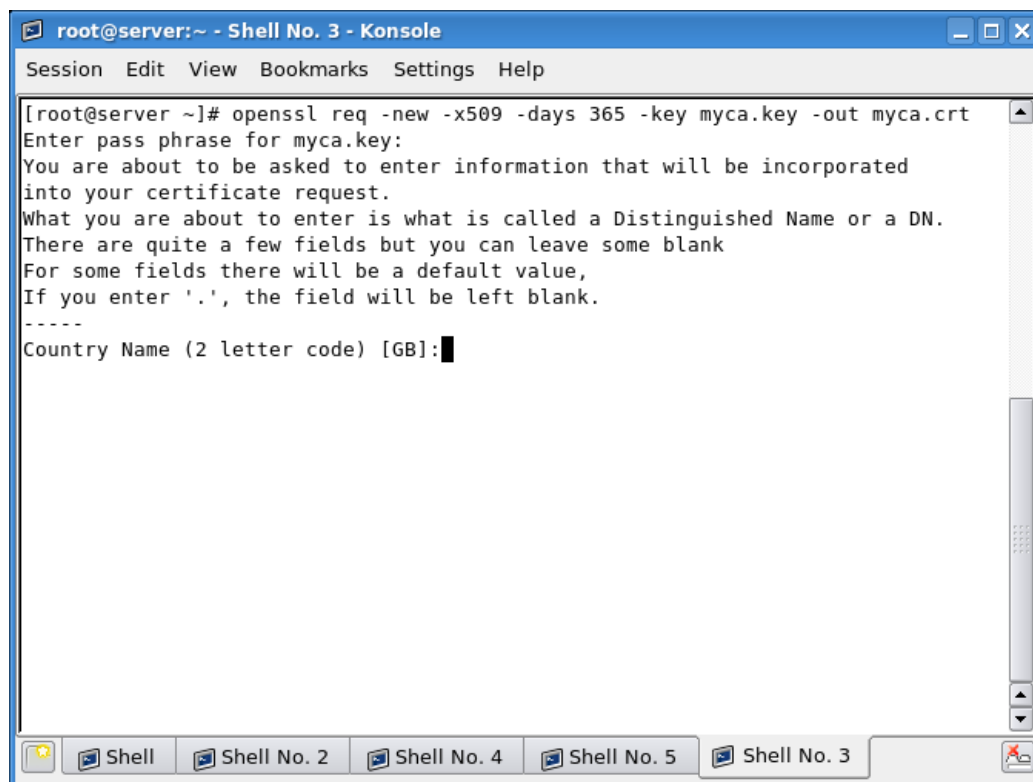 root@server:~ - Shell No. 3 - Konsole
Session Edit View Bookmarks Settings Help
[root@server ~]# openssl req -new -x509 -days 365 -key myca.key -out myca.crt
Enter pass phrase for myca.key:
You are about to be asked to enter information that will be incorporated
into your certificate request.
What you are about to enter is what is called a Distinguished Name or a DN.
There are quite a few fields but you can leave some blank
For some fields there will be a default value,
If you enter '.', the field will be left blank.
-----
Country Name (2 letter code) [GB]:
Shell Shell No. 2 Shell No. 4 Shell No. 5 Shell No. 3